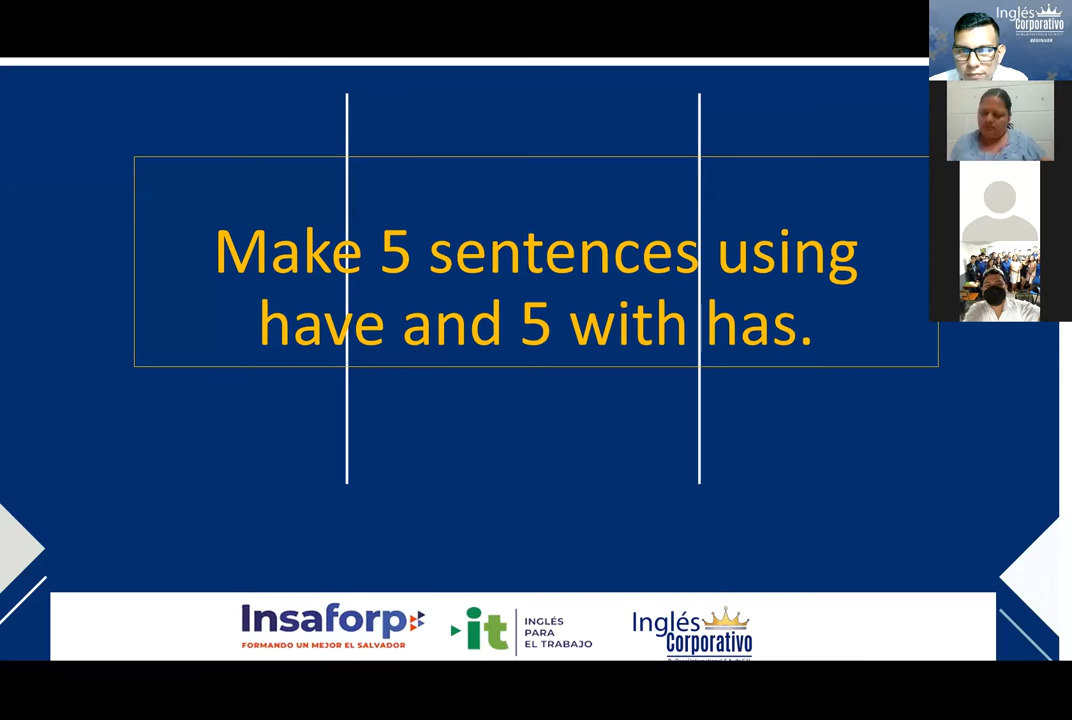 Inglés
Corporativo
BEGINNER
Make 5 sentences using
have and 5 with has.
Insaforp
FORMANDO UN MEJOR EL SALVADOR
it
INGLÉS
PARA
EL TRABAJO
Inglés
Corporativo